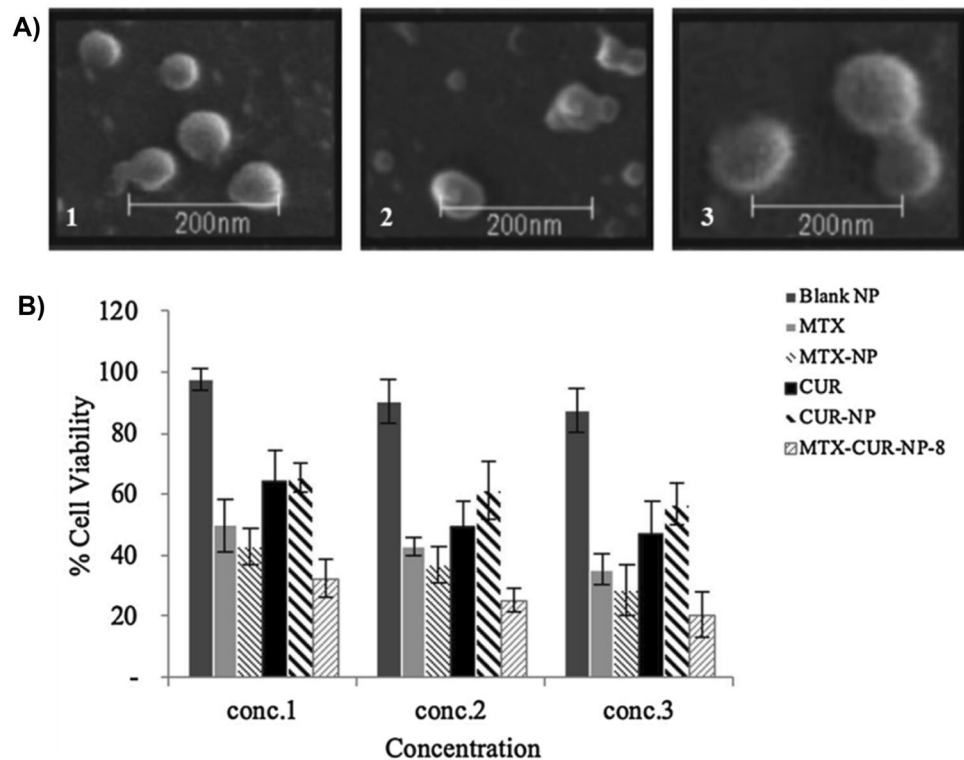 A)
1
200nm
2
200nm
3
200nm
B)
120
100
80
60
40
20
-
% Cell Viability
conc.1
conc.2
conc.3
Concentration
Blank NP
MTX
MTX-NP
CUR
CUR-NP
MTX-CUR-NP-8